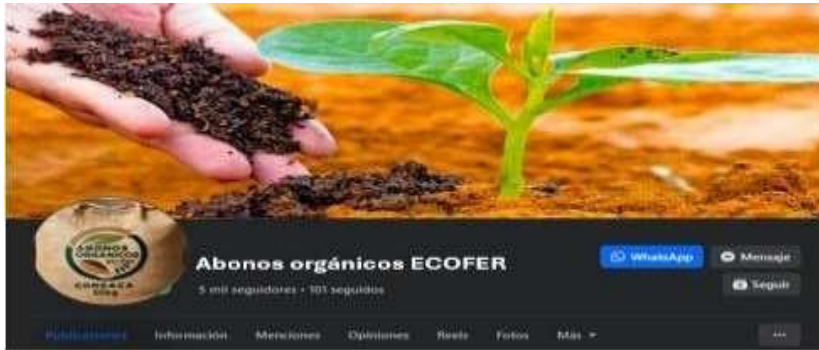 ABONOS
ORGÁNICOS
Abonos orgánicos ECOFER
5 mil seguidores • 101 seguidos
WhatsApp
Mensaje
Seguir
Publicaciones Información Menciones Opiniones Reels Fotos Más
...